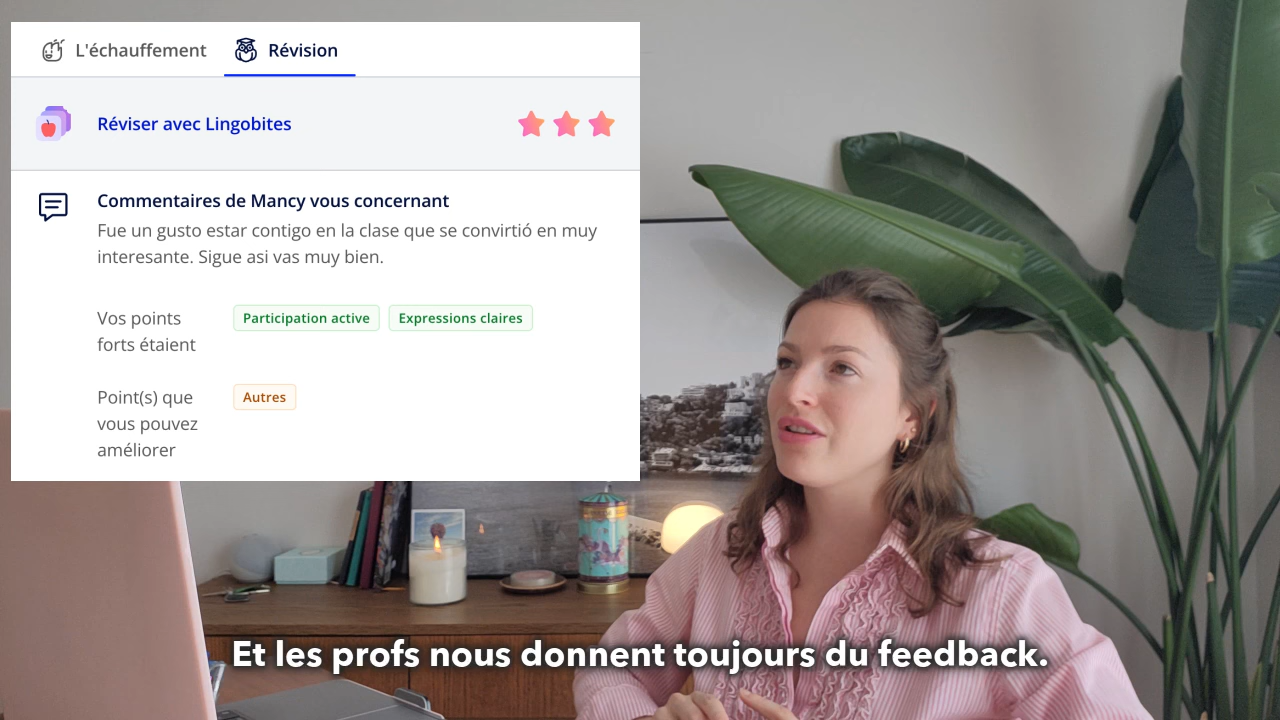 L'échauffement
Révision
Réviser avec Lingobites
Commentaires de Mancy vous concernant
Fue un gusto estar contigo en la clase que se convirtió en muy
interesante. Sigue asi vas muy bien.
Vos points
forts étaient
Participation active
Expressions claires
Point(s) que
vous pouvez
améliorer
Autres
Et les profs nous donnent toujours du feedback.